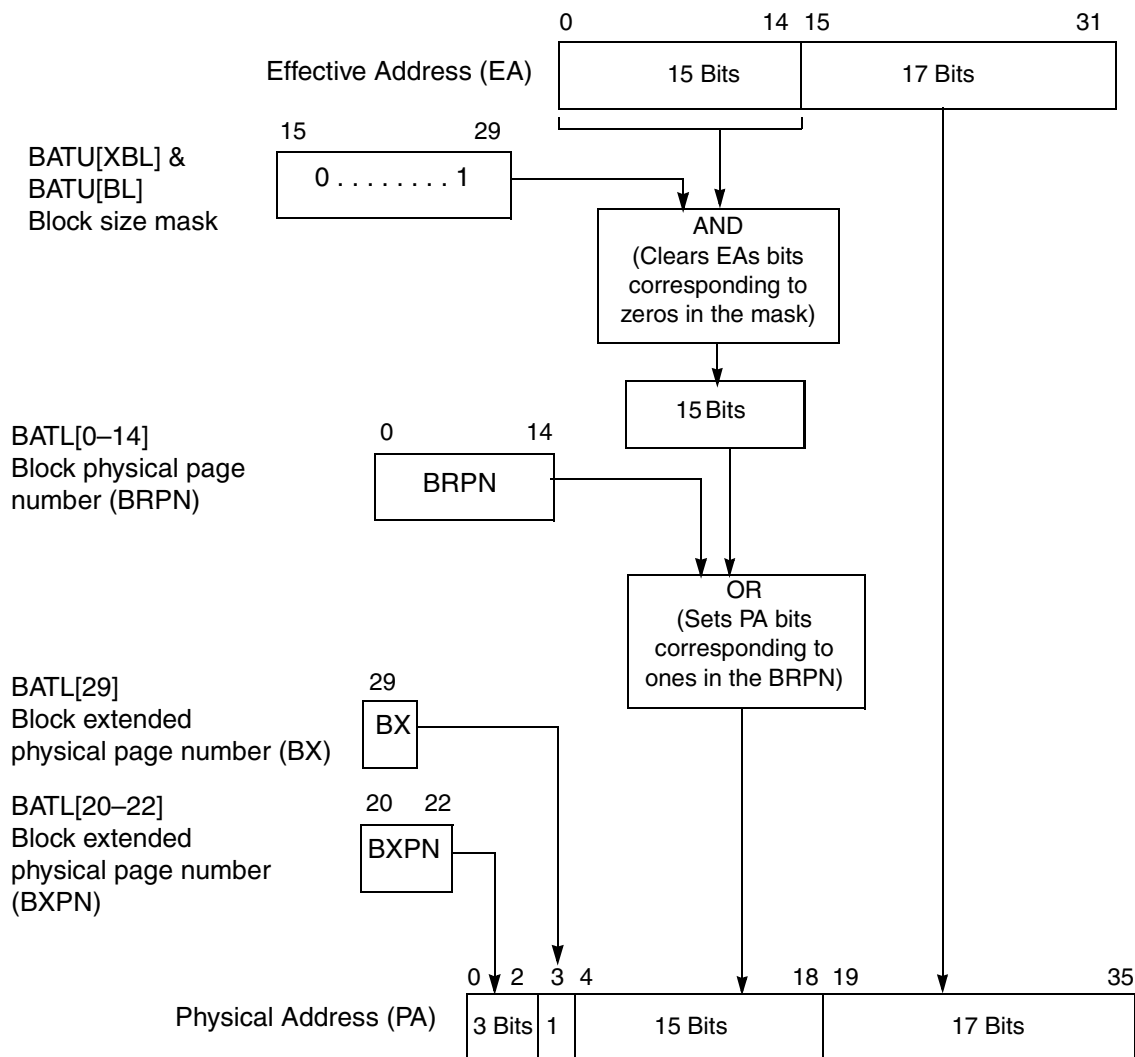 0 14 15 31
Effective Address (EA)
15 Bits
17 Bits
15 29
BATU[XBL] &
BATU[BL]
Block size mask
0 . . . . . . . . 1
AND
(Clears EAs bits
corresponding to
zeros in the mask)
15 Bits
BATL[0–14]
Block physical page
number (BRPN)
0 14
BRPN
OR
(Sets PA bits
corresponding to
ones in the BRPN)
BATL[29]
Block extended
physical page number (BX)
29
BX
BATL[20–22]
Block extended
physical page number
(BXPN)
20 22
BXPN
0 2 3 4 18 19 35
Physical Address (PA)
3 Bits
1
15 Bits
17 Bits